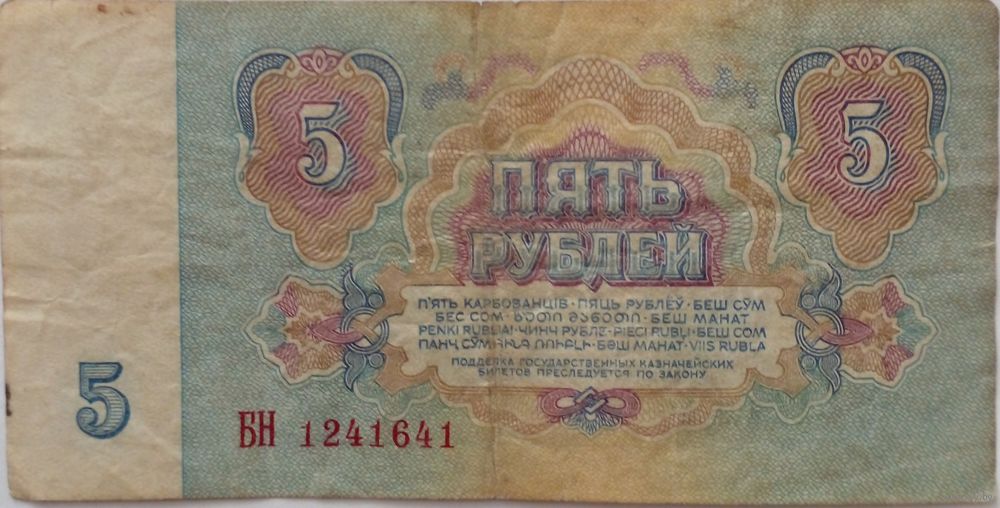 5
5
ПЯТЬ
РУБЛЕЙ
П'ЯТЬ КАРБОВАНЦІВ · ПЯЦЬ РУБЛЁЎ · БЕШ СЎМ
БЕС СОМ · ᲮᲣᲗᲘ ᲛᲐᲜᲔᲗᲘ · БЕШ МАНАТ
PENKI RUBLIAI · ЧИНЧ РУБЛЕ · PIECI RUBĻI · БЕШ СОМ
ПАНҶ СӮМ · ՀԻՆԳ ՌՈՒԲԼԻ · БЕШ МАНАТ · VIIS RUBLA
ПОДДЕЛКА ГОСУДАРСТВЕННЫХ КАЗНАЧЕЙСКИХ
БИЛЕТОВ ПРЕСЛЕДУЕТСЯ ПО ЗАКОНУ
5
БН 1241641